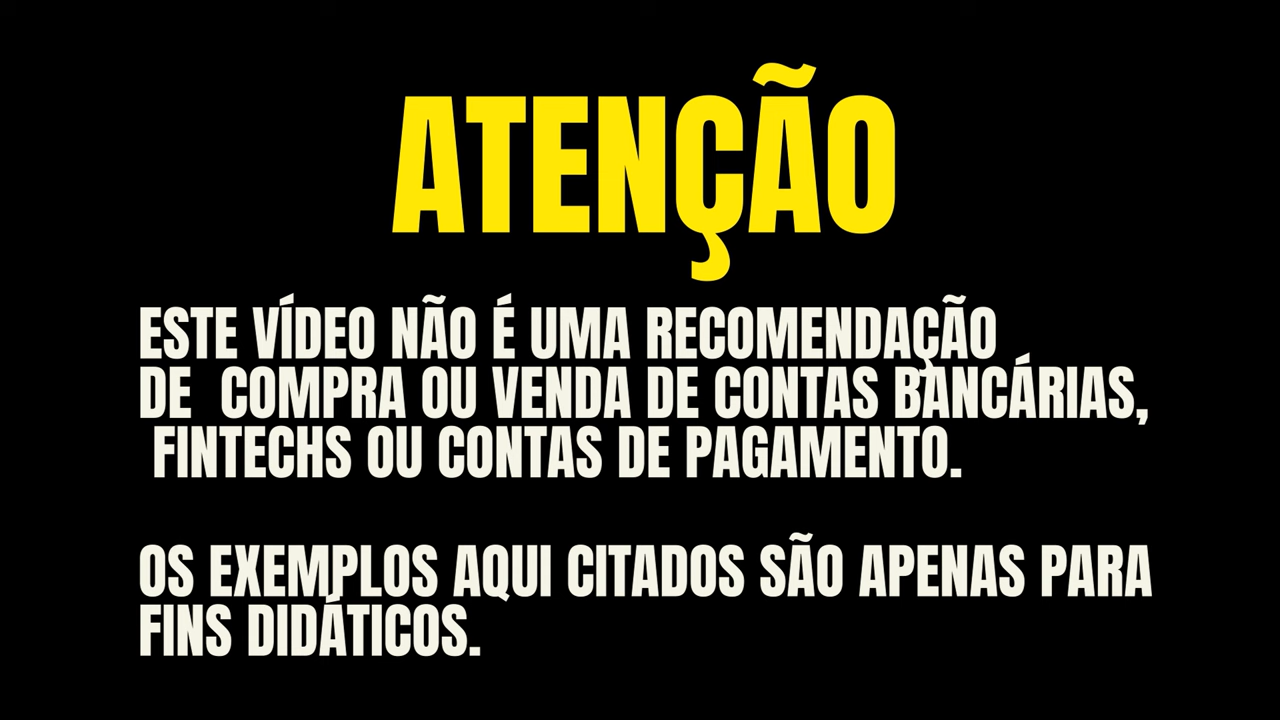 ATENÇÃO
ESTE VÍDEO NÃO É UMA RECOMENDAÇÃO
DE COMPRA OU VENDA DE CONTAS BANCÁRIAS,
FINTECHS OU CONTAS DE PAGAMENTO.
OS EXEMPLOS AQUI CITADOS SÃO APENAS PARA
FINS DIDÁTICOS.